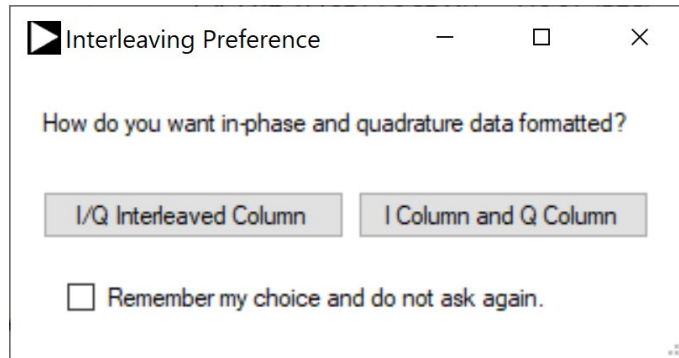 Interleaving Preference
How do you want in-phase and quadrature data formatted?
I/Q Interleaved Column
I Column and Q Column
Remember my choice and do not ask again.